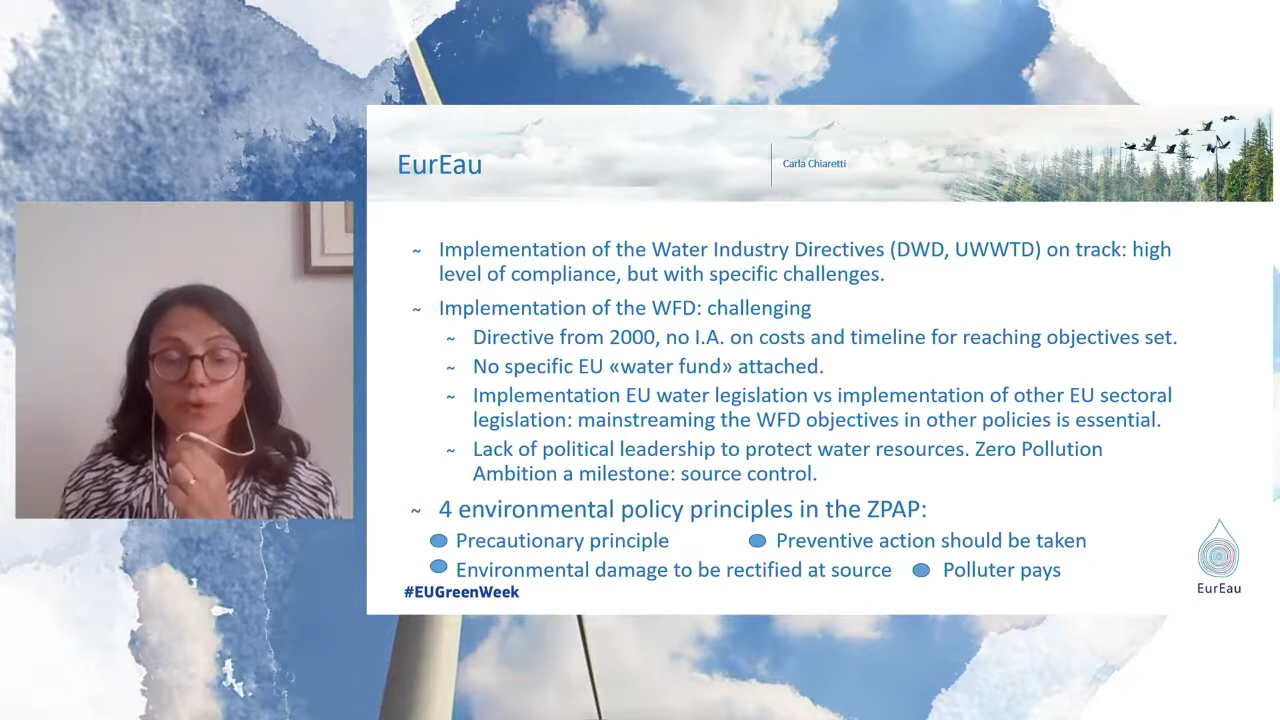 EurEau
Carla Chiaretti
~ Implementation of the Water Industry Directives (DWD, UWWTD) on track: high
level of compliance, but with specific challenges.
~ Implementation of the WFD: challenging
~ Directive from 2000, no I.A. on costs and timeline for reaching objectives set.
~ No specific EU «water fund» attached.
~ Implementation EU water legislation vs implementation of other EU sectoral
legislation: mainstreaming the WFD objectives in other policies is essential.
~ Lack of political leadership to protect water resources. Zero Pollution
Ambition a milestone: source control.
~ 4 environmental policy principles in the ZPAP:
Precautionary principle Preventive action should be taken
Environmental damage to be rectified at source Polluter pays
#EUGreenWeek
EurEau